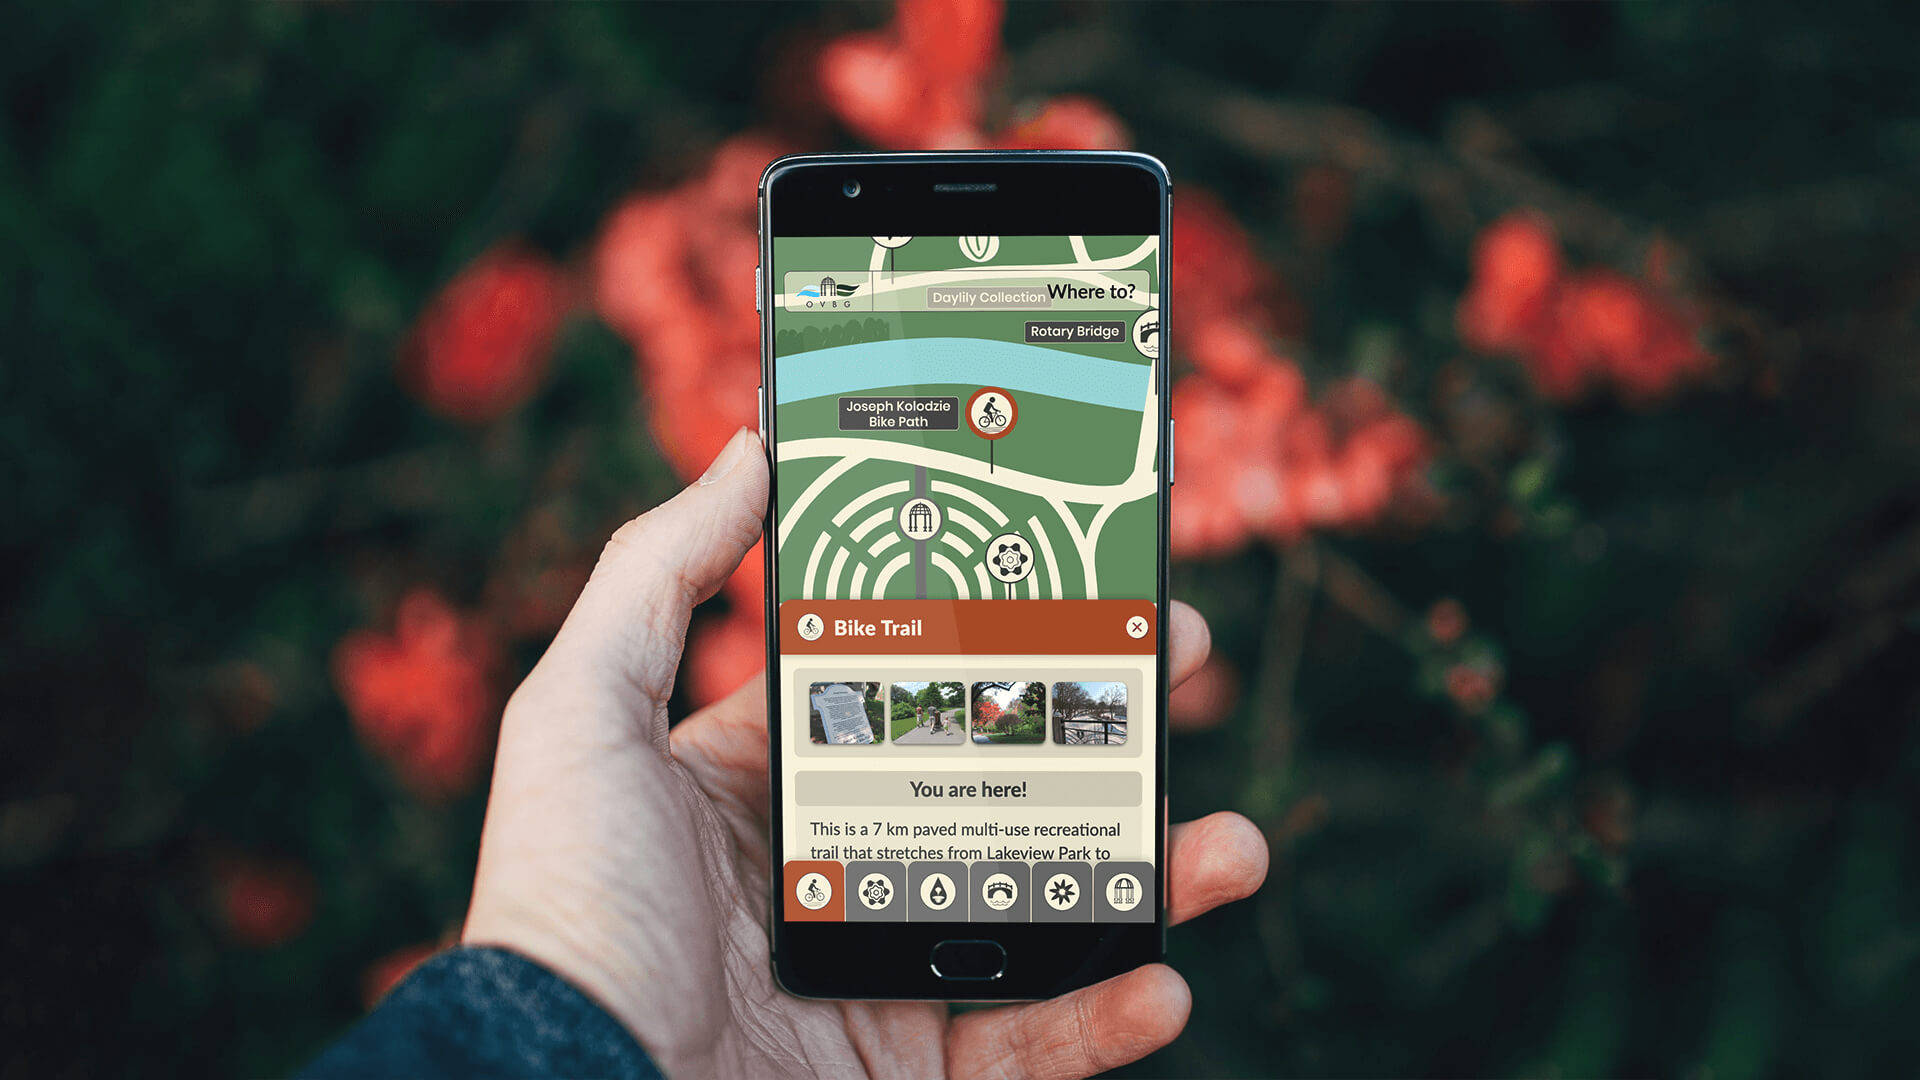 OVBG
Daylily Collection
Where to?
Rotary Bridge
Joseph Kolodzie
Bike Path
Bike Trail
You are here!
This is a 7 km paved multi-use recreational
trail that stretches from Lakeview Park to